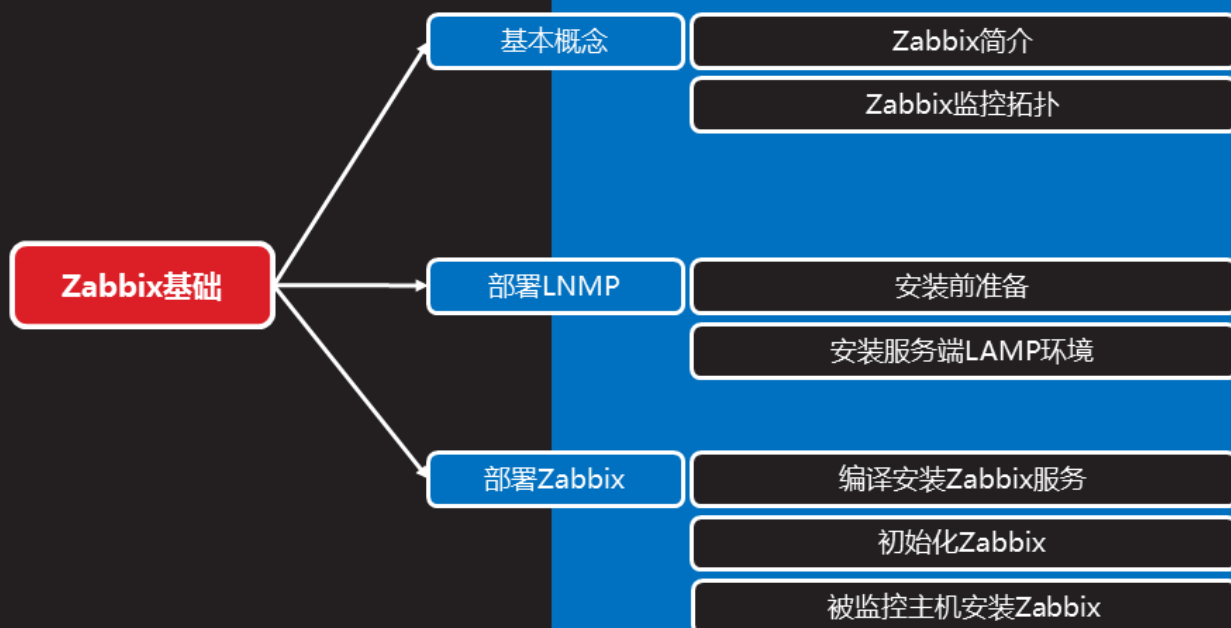 Zabbix基础
基本概念
Zabbix简介
Zabbix监控拓扑
部署LNMP
安装前准备
安装服务端LAMP环境
部署Zabbix
编译安装Zabbix服务
初始化Zabbix
被监控主机安装Zabbix